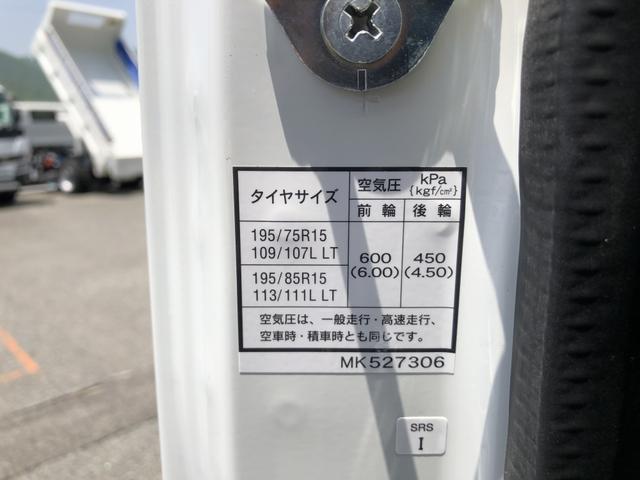 タイヤサイズ 空気圧 kPa {kgf/cm²}
前輪 後輪
195/75R15
109/107L LT
195/85R15
113/111L LT
600 (6.00)
450 (4.50)
空気圧は、一般走行・高速走行、
空車時・積車時とも同じです。
MK527306
SRS
I